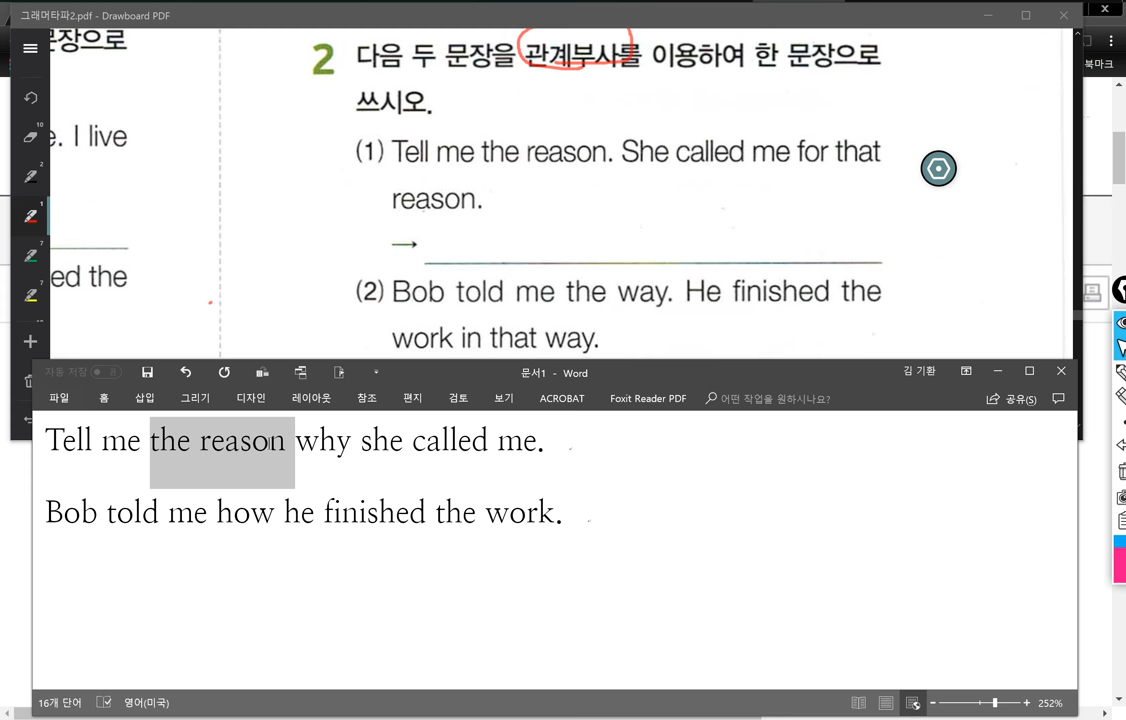 그래머타파2.pdf - Drawboard PDF
북마크
문장으로
2 다음 두 문장을 관계부사를 이용하여 한 문장으로
쓰시오.
e. I live
(1) Tell me the reason. She called me for that
reason.
→
ed the
(2) Bob told me the way. He finished the
work in that way.
10
2
1
7
7
자동 저장
문서1 - Word
김 기환
파일 홈 삽입 그리기 디자인 레이아웃 참조 편지 검토 보기 ACROBAT Foxit Reader PDF 어떤 작업을 원하시나요? 공유(S)
Tell me the reason why she called me.
Bob told me how he finished the work.
16개 단어 영어(미국) 252%